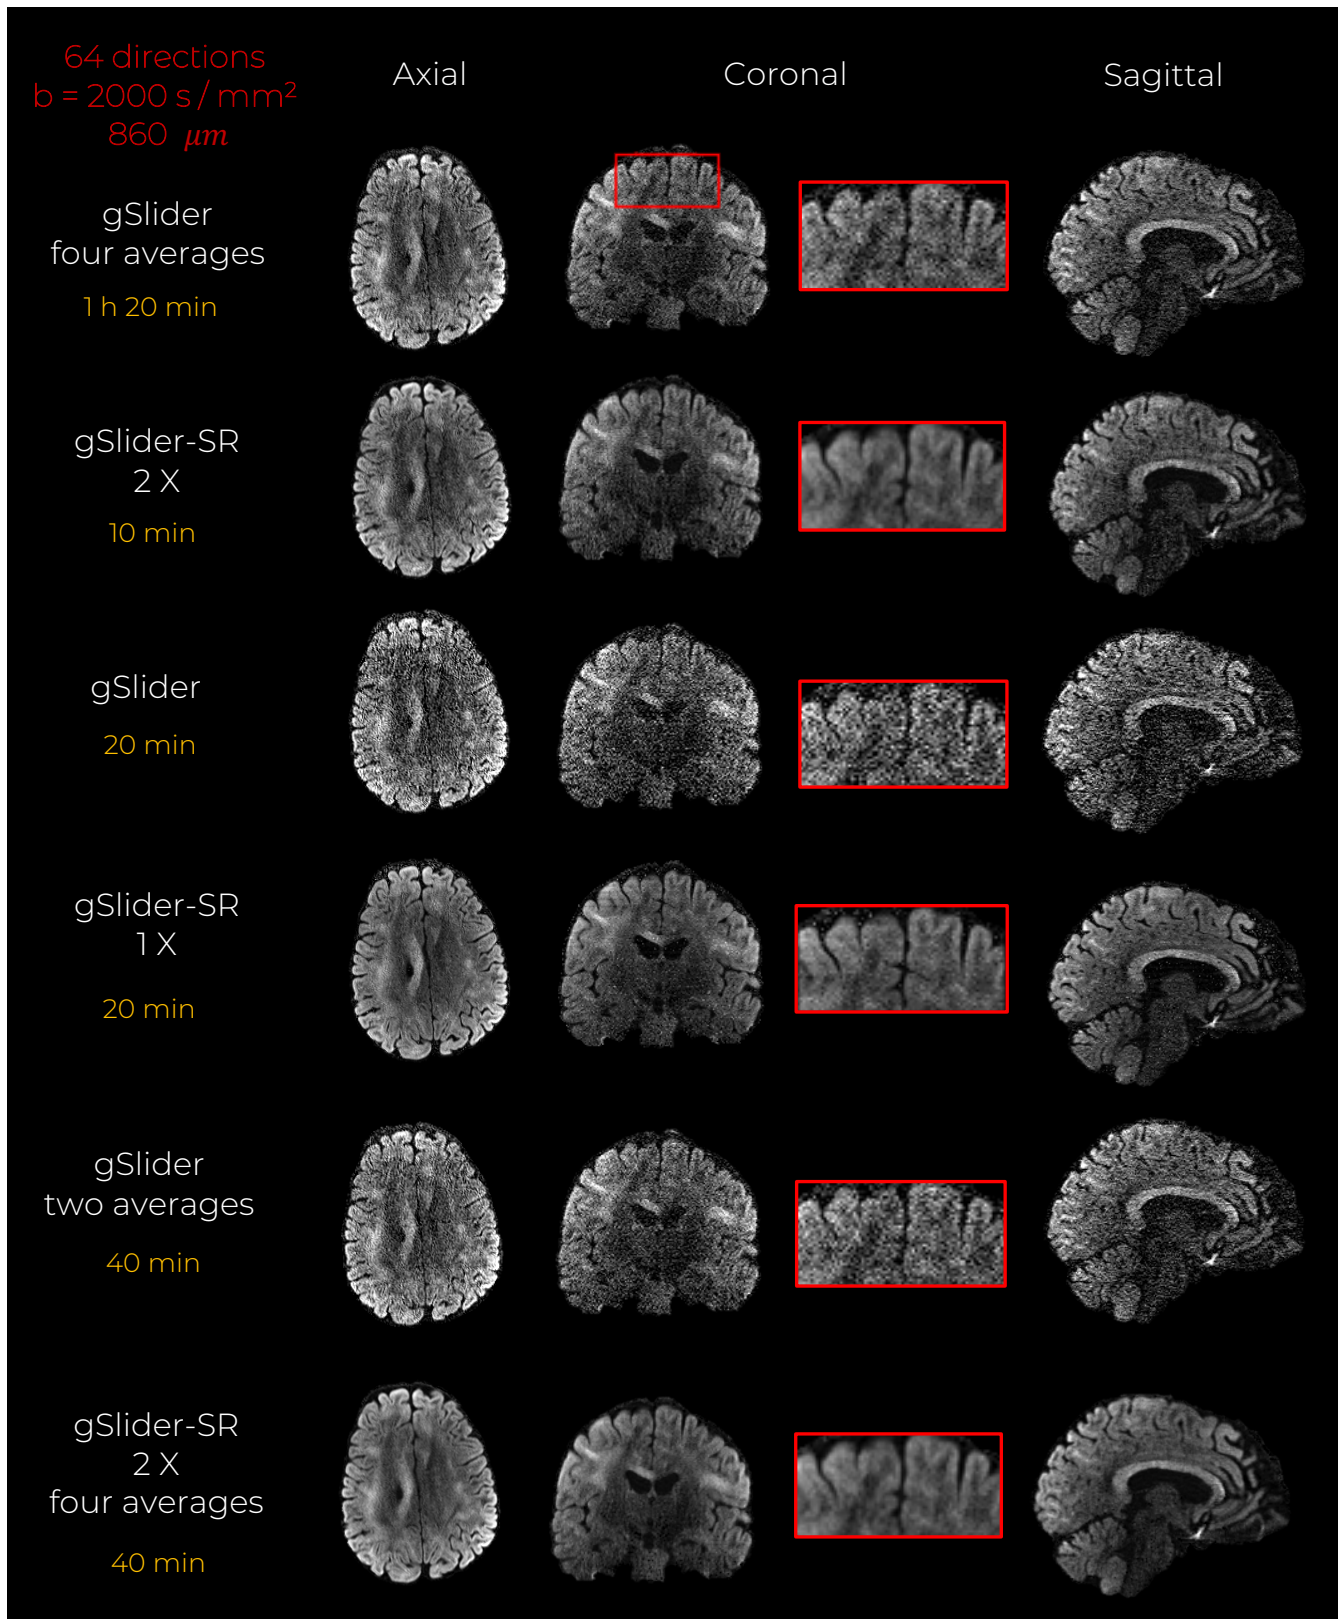 64 directions
b = 2000 s / mm²
860 μm
Axial
Coronal
Sagittal
gSlider
four averages
1 h 20 min
gSlider-SR
2 X
10 min
gSlider
20 min
gSlider-SR
1 X
20 min
gSlider
two averages
40 min
gSlider-SR
2 X
four averages
40 min